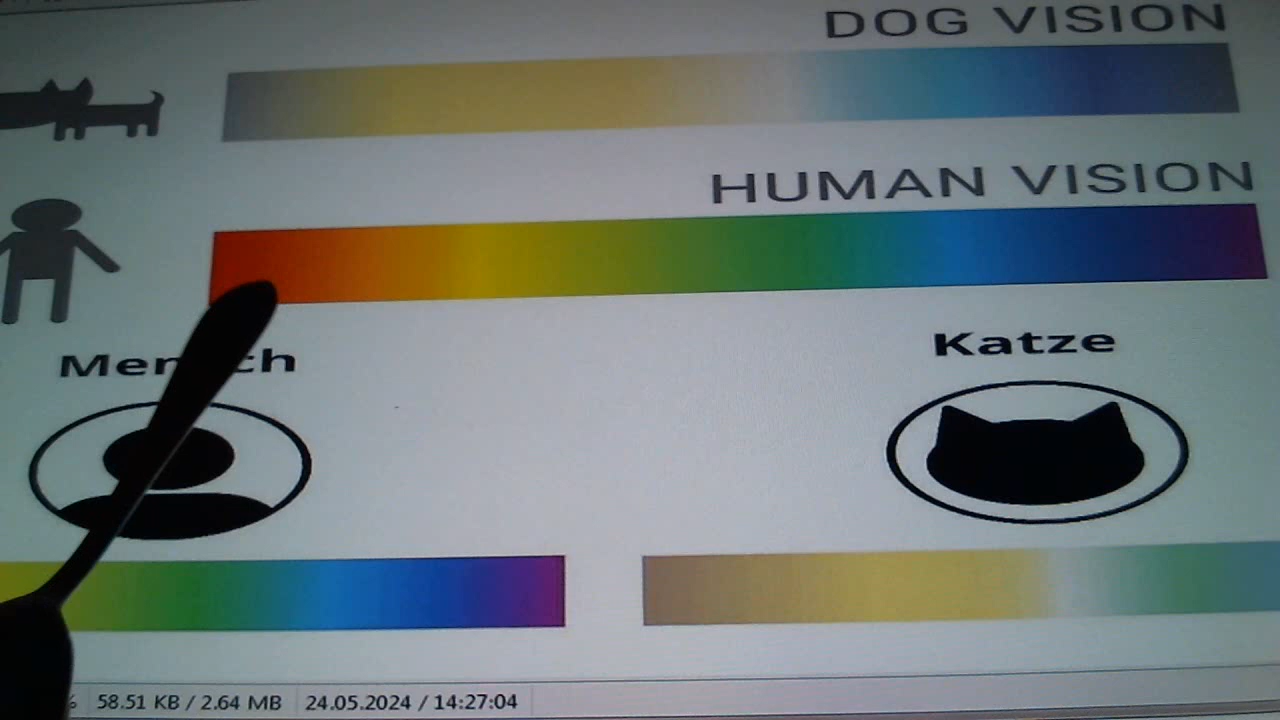 DOG VISION
HUMAN VISION
Katze
58.51 KB / 2.64 MB
24.05.2024 / 14:27:04